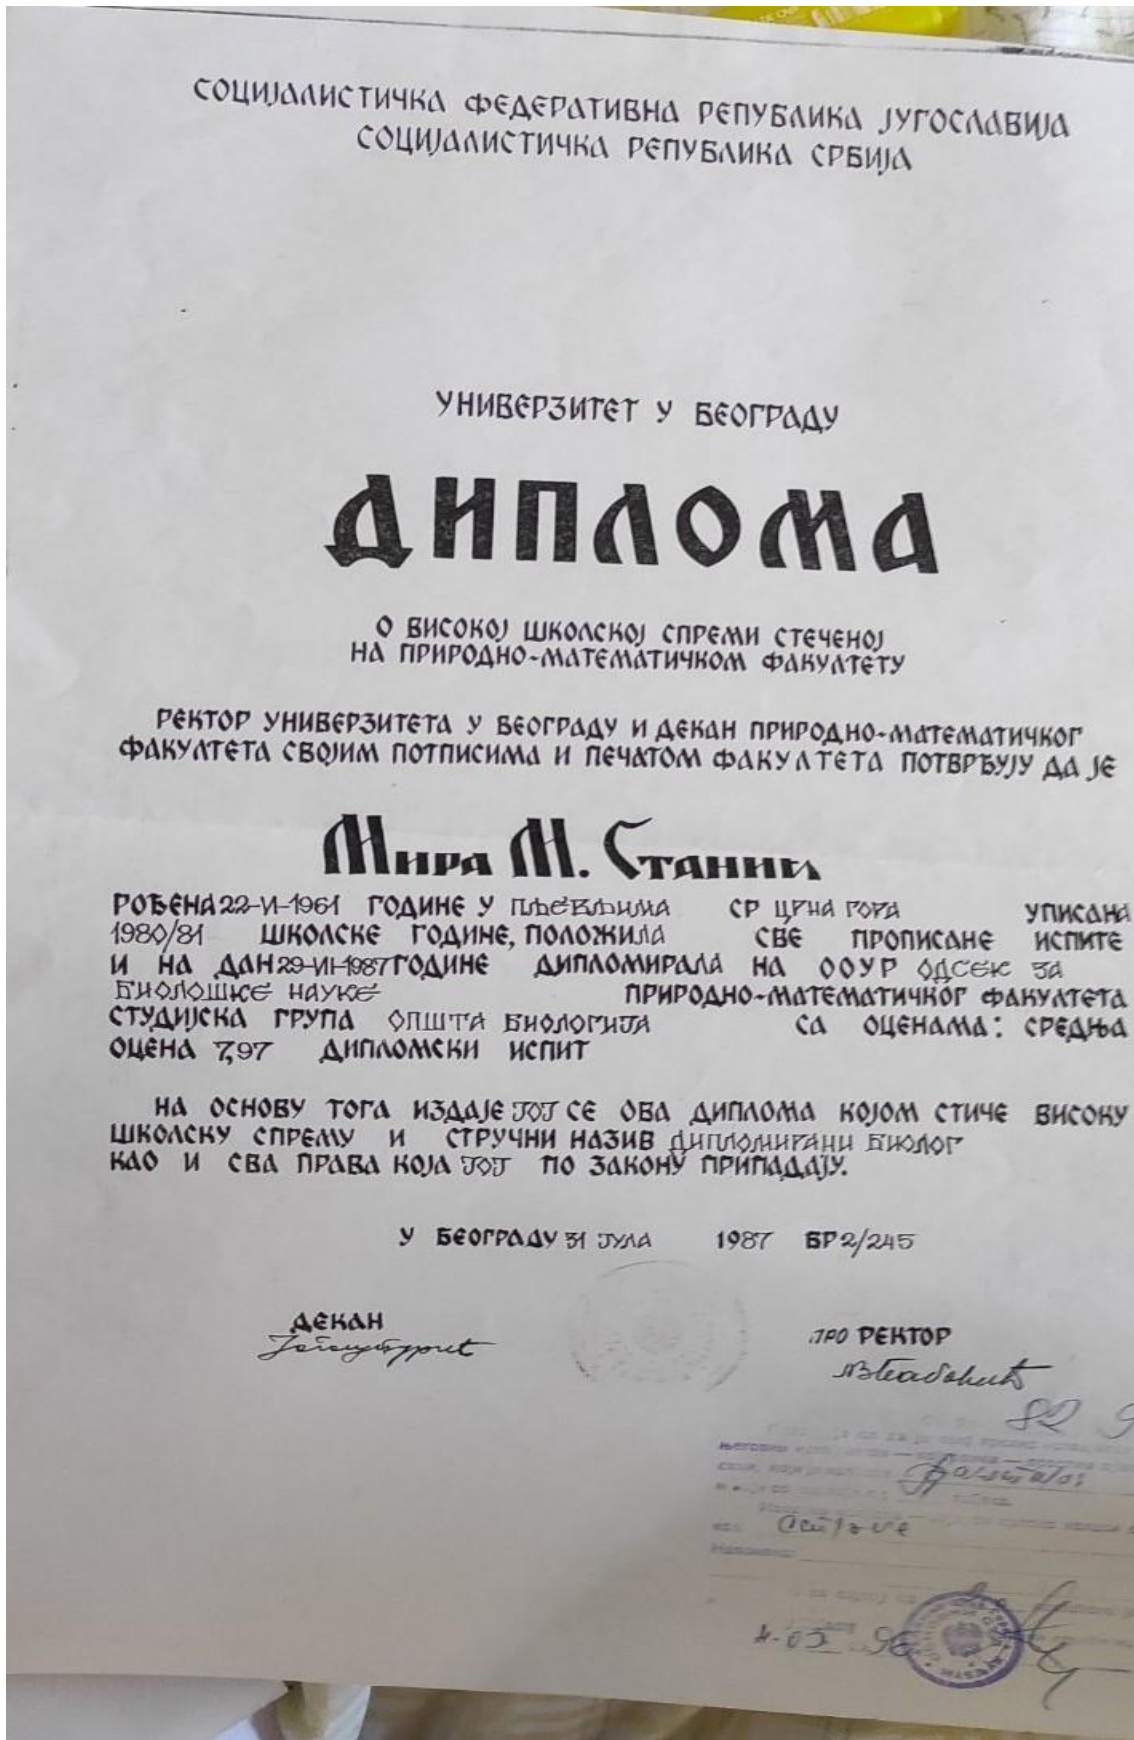 СОЦИЈАЛИСТИЧКА ФЕДЕРАТИВНА РЕПУБЛИКА ЈУГОСЛАВИЈА
СОЦИЈАЛИСТИЧКА РЕПУБЛИКА СРБИЈА
УНИВЕРЗИТЕТ У БЕОГРАДУ
ДИПЛОМА
О ВИСОКОЈ ШКОЛСКОЈ СПРЕМИ СТЕЧЕНОЈ
НА ПРИРОДНО-МАТЕМАТИЧКОМ ФАКУЛТЕТУ
РЕКТОР УНИВЕРЗИТЕТА У БЕОГРАДУ И ДЕКАН ПРИРОДНО-МАТЕМАТИЧКОГ
ФАКУЛТЕТА СВОЈИМ ПОТПИСИМА И ПЕЧАТОМ ФАКУЛТЕТА ПОТВРЂУЈУ ДА ЈЕ
Мира М. Станић
РОЂЕНА 22-VI-1961 ГОДИНЕ У ПЉЕВЉИМА СР ЦРНА ГОРА УПИСАНА
1980/81 ШКОЛСКЕ ГОДИНЕ, ПОЛОЖИЛА СВЕ ПРОПИСАНЕ ИСПИТЕ
И НА ДАН 29-VI-1987 ГОДИНЕ ДИПЛОМИРАЛА НА ООУР ОДСЕК ЗА
БИОЛОШКЕ НАУКЕ ПРИРОДНО-МАТЕМАТИЧКОГ ФАКУЛТЕТА
СТУДИЈСКА ГРУПА ОПШТА БИОЛОГИЈА СА ОЦЕНАМА: СРЕДЊА
ОЦЕНА 7,97 ДИПЛОМСКИ ИСПИТ
НА ОСНОВУ ТОГА ИЗДАЈЕ ЈОЈ СЕ ОВА ДИПЛОМА КОЈОМ СТИЧЕ ВИСОКУ
ШКОЛСКУ СПРЕМУ И СТРУЧНИ НАЗИВ ДИПЛОМИРАНИ БИОЛОГ
КАО И СВА ПРАВА КОЈА ЈОЈ ПО ЗАКОНУ ПРИПАДАЈУ.
У БЕОГРАДУ 31 ЈУЛА 1987 БР 2/245
ДЕКАН
ПРО РЕКТОР
82